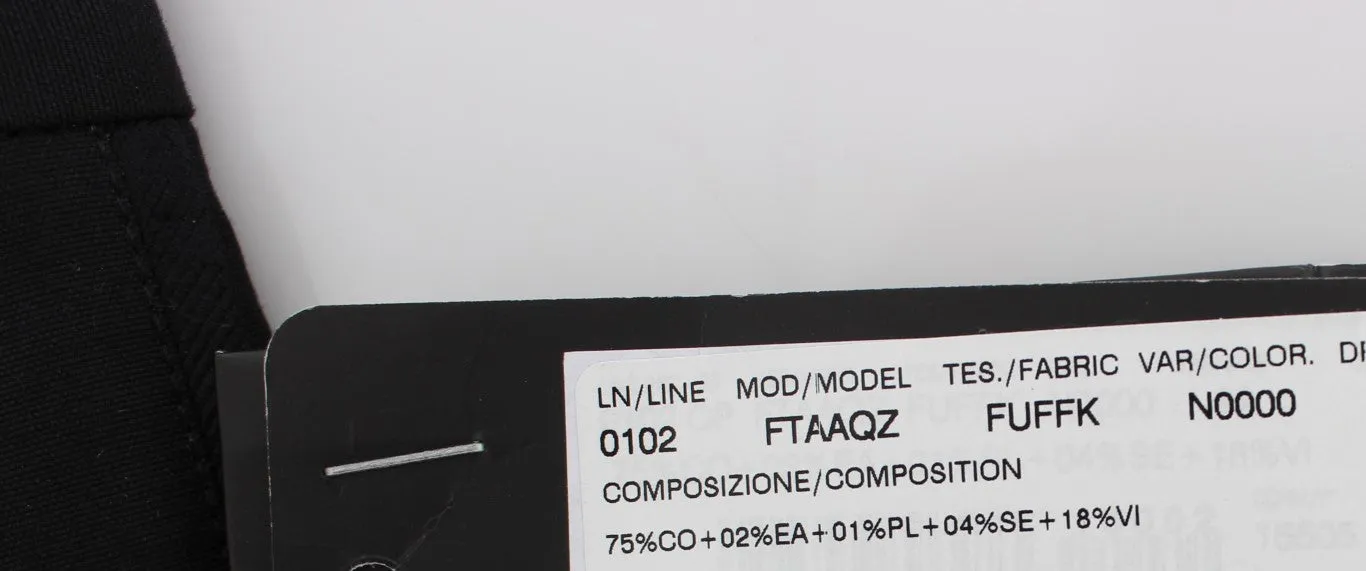 LN/LINE MOD/MODEL TES./FABRIC VAR/COLOR.
0102 FTAAQZ FUFFK N0000
COMPOSIZIONE/COMPOSITION
75%CO+02%EA+01%PL+04%SE+18%VI